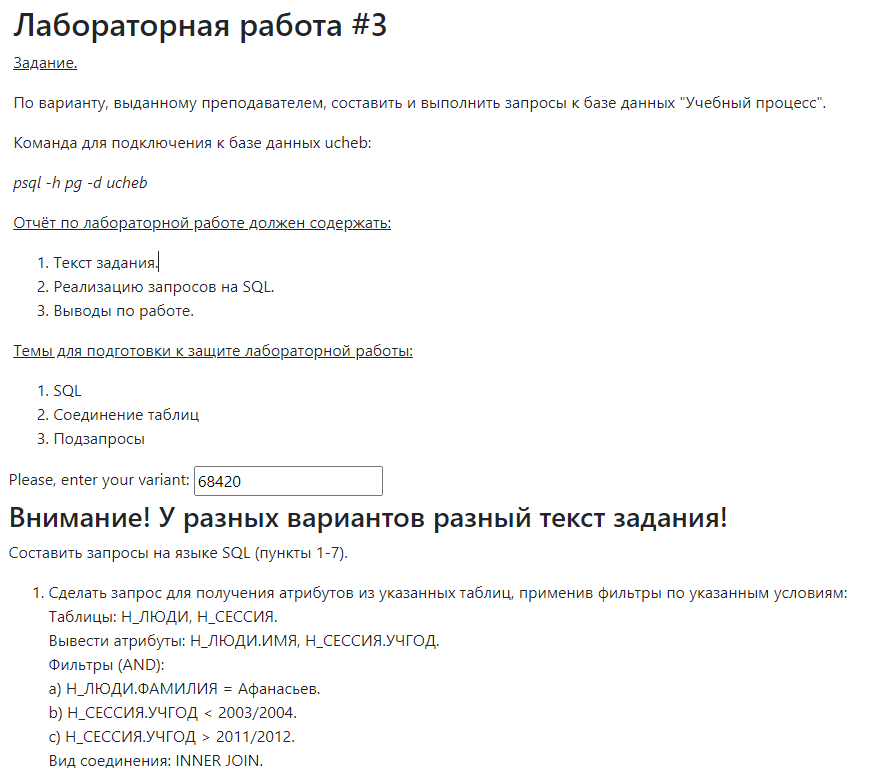 Лабораторная работа #3
Задание.
По варианту, выданному преподавателем, составить и выполнить запросы к базе данных "Учебный процесс".
Команда для подключения к базе данных ucheb:
psql -h pg -d ucheb
Отчёт по лабораторной работе должен содержать:
1. Текст задания.
2. Реализацию запросов на SQL.
3. Выводы по работе.
Темы для подготовки к защите лабораторной работы:
1. SQL
2. Соединение таблиц
3. Подзапросы
Please, enter your variant: 68420
Внимание! У разных вариантов разный текст задания!
Составить запросы на языке SQL (пункты 1-7).
1. Сделать запрос для получения атрибутов из указанных таблиц, применив фильтры по указанным условиям:
Таблицы: Н_ЛЮДИ, Н_СЕССИЯ.
Вывести атрибуты: Н_ЛЮДИ.ИМЯ, Н_СЕССИЯ.УЧГОД.
Фильтры (AND):
a) Н_ЛЮДИ.ФАМИЛИЯ = Афанасьев.
b) Н_СЕССИЯ.УЧГОД < 2003/2004.
c) Н_СЕССИЯ.УЧГОД > 2011/2012.
Вид соединения: INNER JOIN.